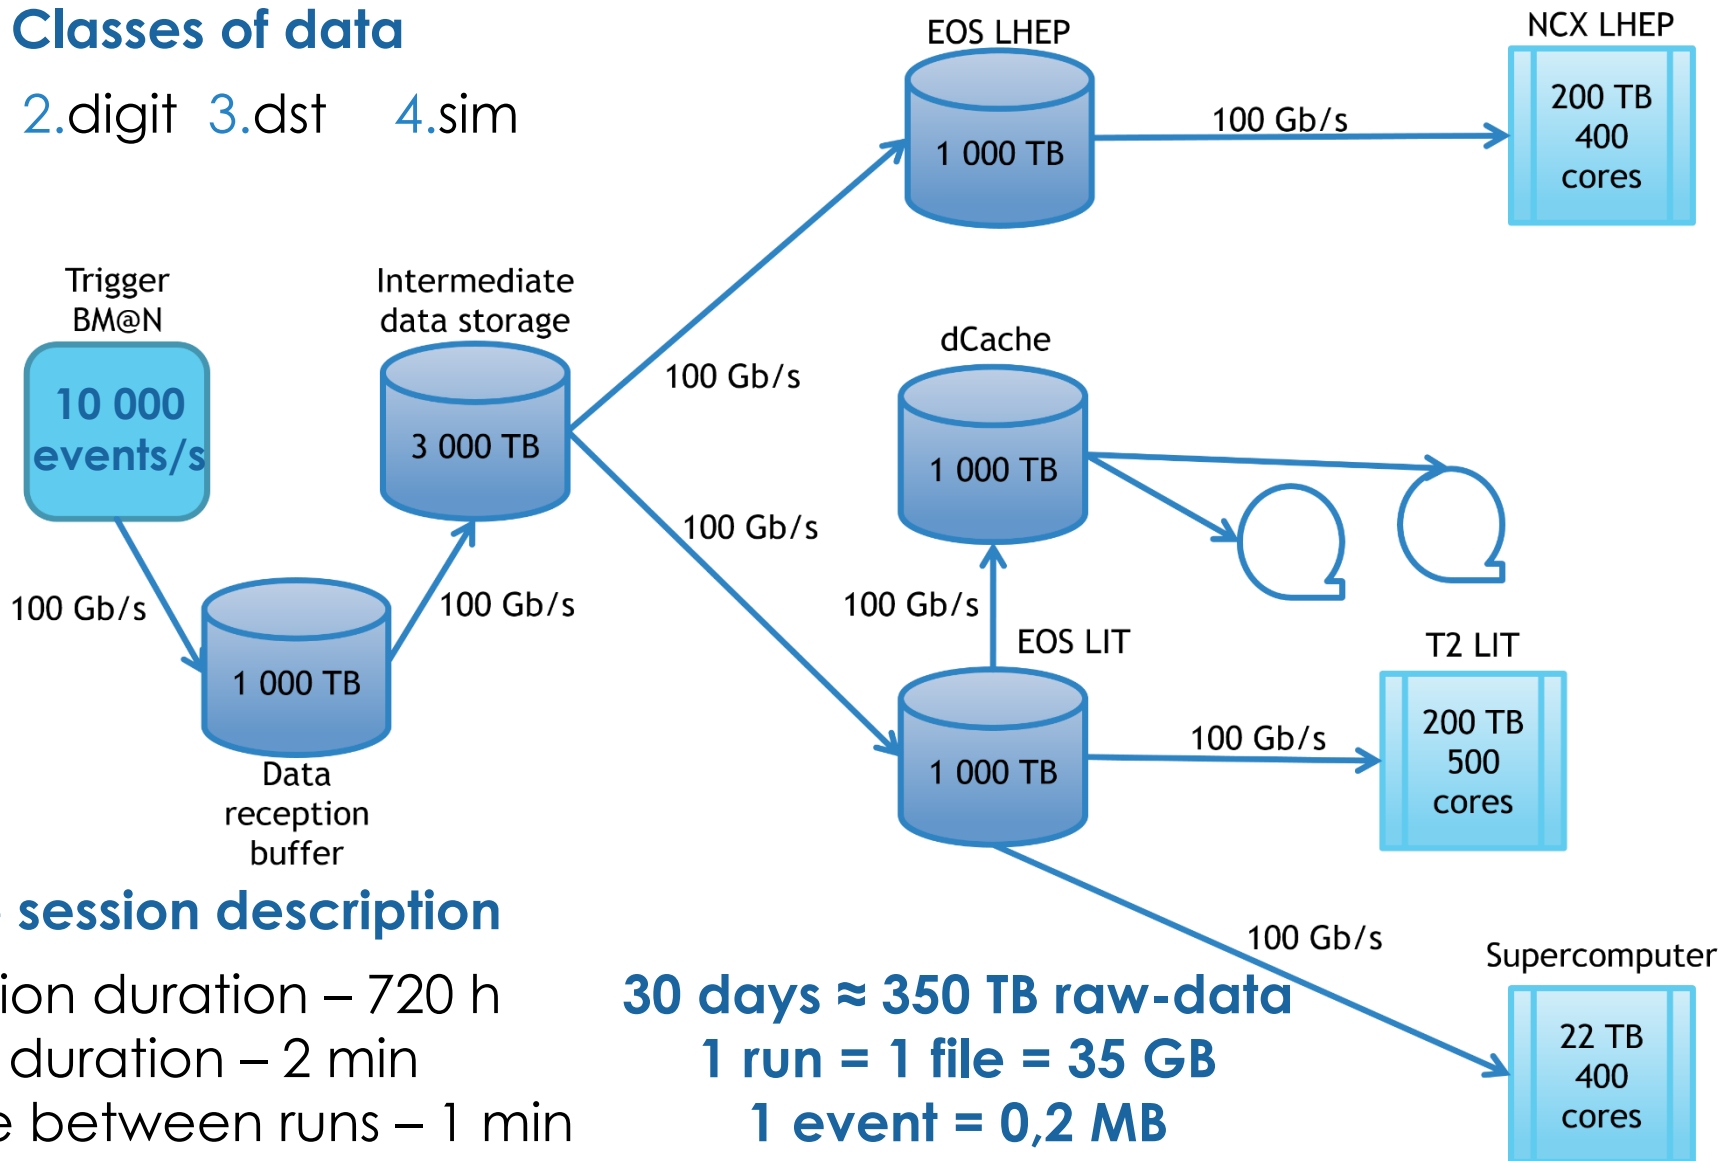 Classes of data
2.digit 3.dst 4.sim
EOS LHEP
1 000 TB
100 Gb/s
NCX LHEP
200 TB
400
cores
Trigger
BM@N
10 000
events/s
100 Gb/s
Data
reception
buffer
1 000 TB
100 Gb/s
Intermediate
data storage
3 000 TB
100 Gb/s
100 Gb/s
dCache
1 000 TB
100 Gb/s
EOS LIT
1 000 TB
100 Gb/s
T2 LIT
200 TB
500
cores
100 Gb/s
Supercomputer
22 TB
400
cores
session description
duration – 720 h
duration – 2 min
between runs – 1 min
30 days ≈ 350 TB raw-data
1 run = 1 file = 35 GB
1 event = 0,2 MB